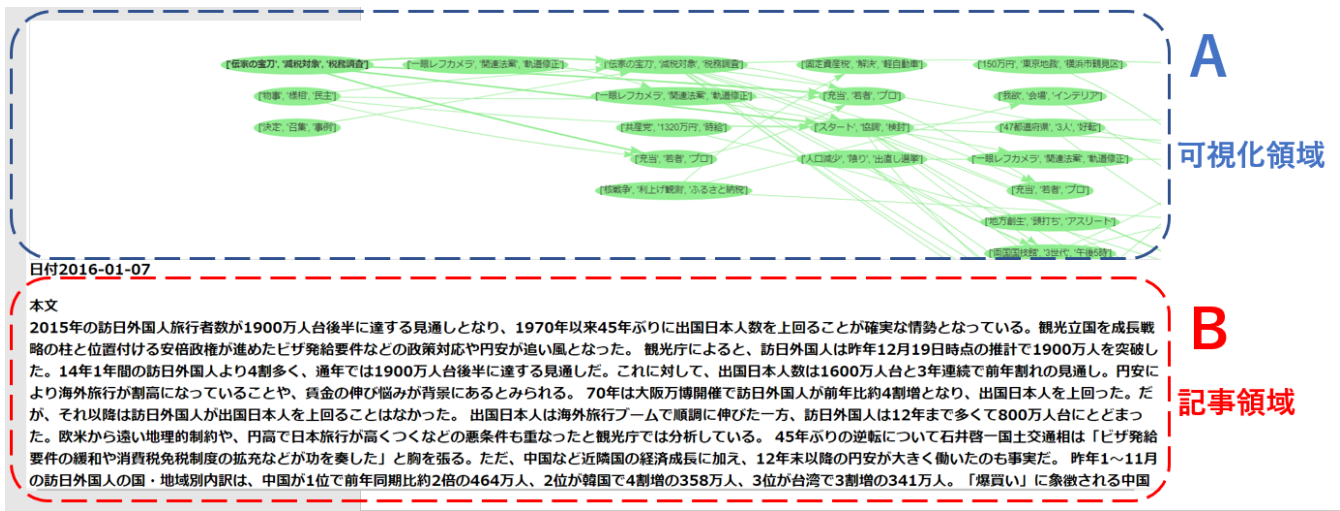 ['伝家の宝刀', '減税対象', '税務調査'] ['一眼レフカメラ', '関連法案', '軌道修正'] ['伝家の宝刀', '減税対象', '税務調査'] ['固定資産税', '解決', '軽自動車'] ['150万円', '東京地裁', '横浜市鶴見区']
['物事', '様相', '民主'] ['一眼レフカメラ', '関連法案', '軌道修正'] ['充当', '若者', 'プロ'] ['我欲', '会場', 'インテリア']
['決定', '召集', '事例'] ['共産党', '1320万円', '時給'] ['スタート', '協調', '検討'] ['47都道府県', '3人', '好転']
['充当', '若者', 'プロ'] ['人口減少', '陰り', '出直し選挙'] ['一眼レフカメラ', '関連法案', '軌道修正']
['核戦争', '利上げ観測', 'ふるさと納税'] ['充当', '若者', 'プロ']
['地方創生', '頭打ち', 'アスリート']
['両国国技館', '3世代', '午後5時']
A
可視化領域
日付2016-01-07
本文
2015年の訪日外国人旅行者数が1900万人台後半に達する見通しとなり、1970年以来45年ぶりに出国日本人数を上回ることが確実な情勢となっている。観光立国を成長戦
略の柱と位置付ける安倍政権が進めたビザ発給要件などの政策対応や円安が追い風となった。 観光庁によると、訪日外国人は昨年12月19日時点の推計で1900万人を突破し
た。14年1年間の訪日外国人より4割多く、通年では1900万人台後半に達する見通しだ。これに対して、出国日本人数は1600万人台と3年連続で前年割れの見通し。円安に
より海外旅行が割高になっていることや、賃金の伸び悩みが背景にあるとみられる。 70年は大阪万博開催で訪日外国人が前年比約4割増となり、出国日本人を上回った。だ
が、それ以降は訪日外国人が出国日本人を上回ることはなかった。 出国日本人は海外旅行ブームで順調に伸びた一方、訪日外国人は12年まで多くて800万人台にとどまっ
た。欧米から遠い地理的制約や、円高で日本旅行が高くつくなどの悪条件も重なったと観光庁では分析している。 45年ぶりの逆転について石井啓一国土交通相は「ビザ発給
要件の緩和や消費税免税制度の拡充などが功を奏した」と胸を張る。ただ、中国など近隣国の経済成長に加え、12年末以降の円安が大きく働いたのも事実だ。 昨年1～11月
の訪日外国人の国・地域別内訳は、中国が1位で前年同期比約2倍の464万人、2位が韓国で4割増の358万人、3位が台湾で3割増の341万人。「爆買い」に象徴される中国
B
記事領域